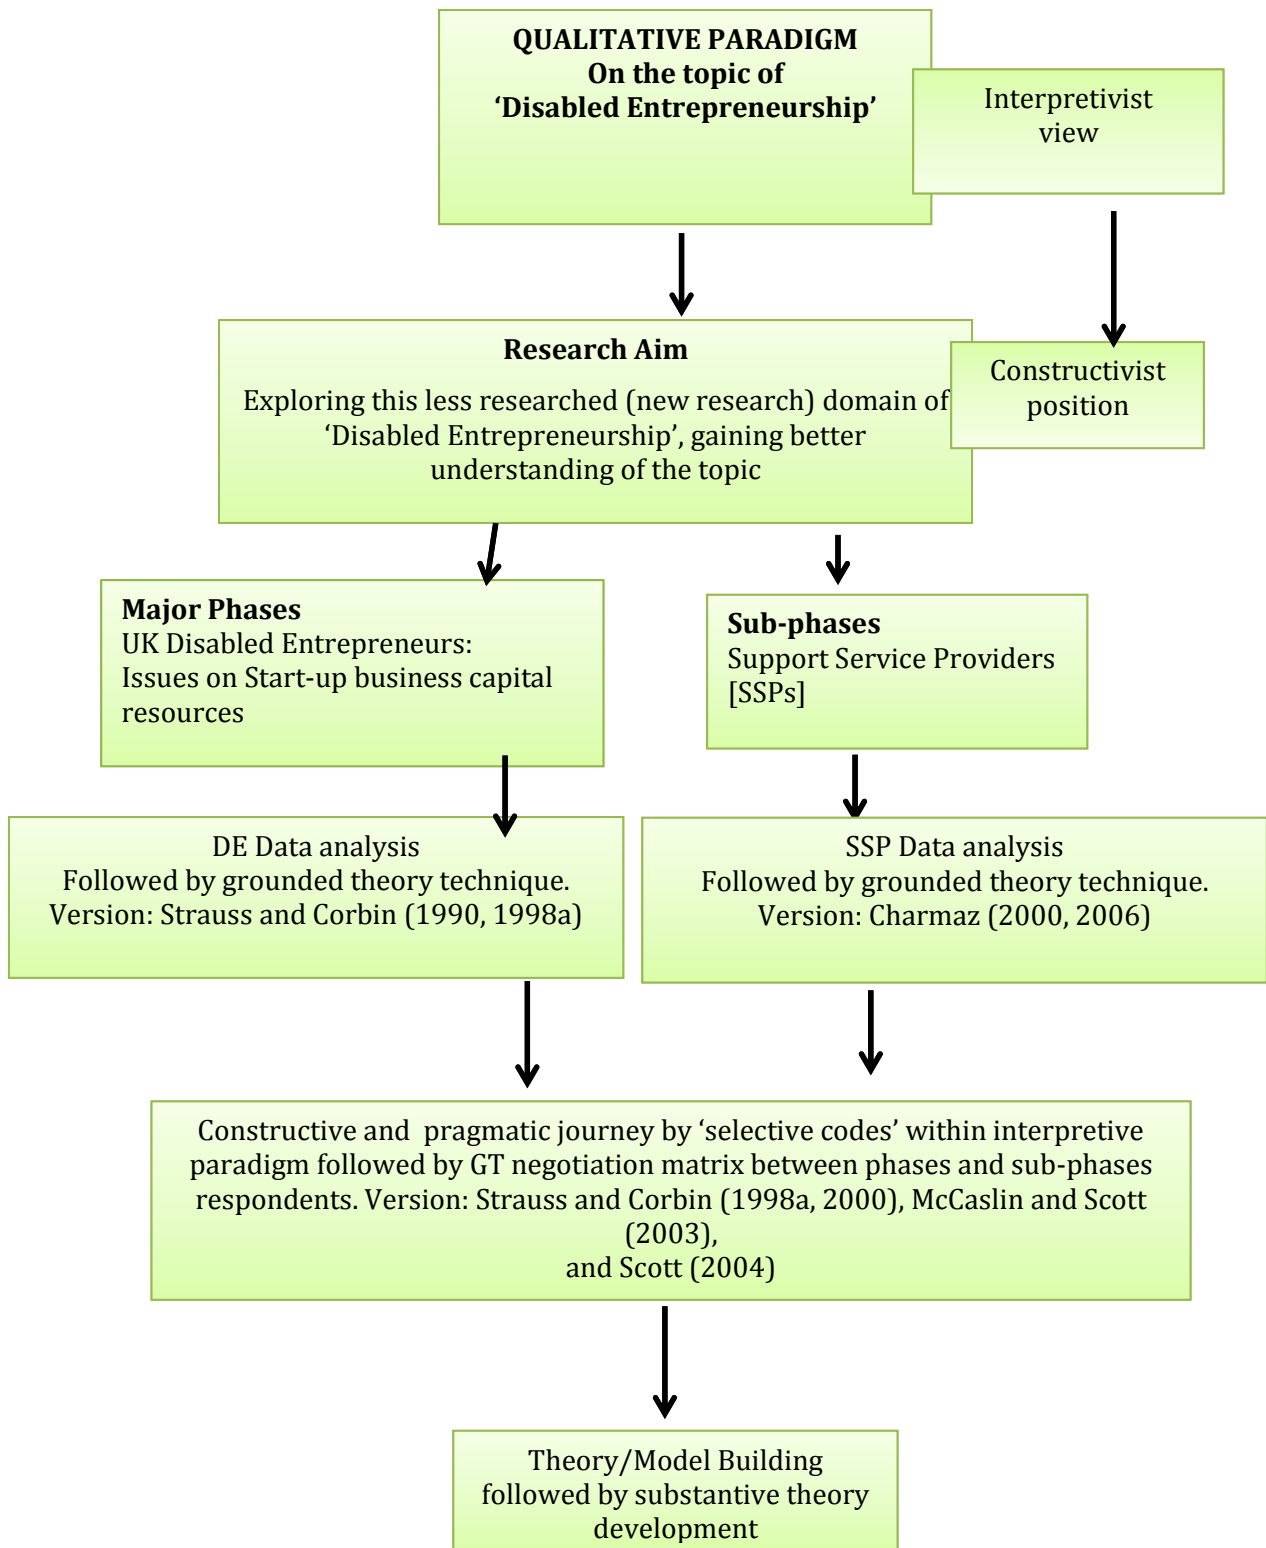 QUALITATIVE PARADIGM
On the topic of
‘Disabled Entrepreneurship’
Interpretivist
view
Research Aim
Exploring this less researched (new research) domain of
‘Disabled Entrepreneurship’, gaining better
understanding of the topic
Constructivist
position
Major Phases
UK Disabled Entrepreneurs:
Issues on Start-up business capital
resources
Sub-phases
Support Service Providers
[SSPs]
DE Data analysis
Followed by grounded theory technique.
Version: Strauss and Corbin (1990, 1998a)
SSP Data analysis
Followed by grounded theory technique.
Version: Charmaz (2000, 2006)
Constructive and  pragmatic journey by ‘selective codes’ within interpretive
paradigm followed by GT negotiation matrix between phases and sub-phases
respondents. Version: Strauss and Corbin (1998a, 2000), McCaslin and Scott
(2003),
and Scott (2004)
Theory/Model Building
followed by substantive theory
development